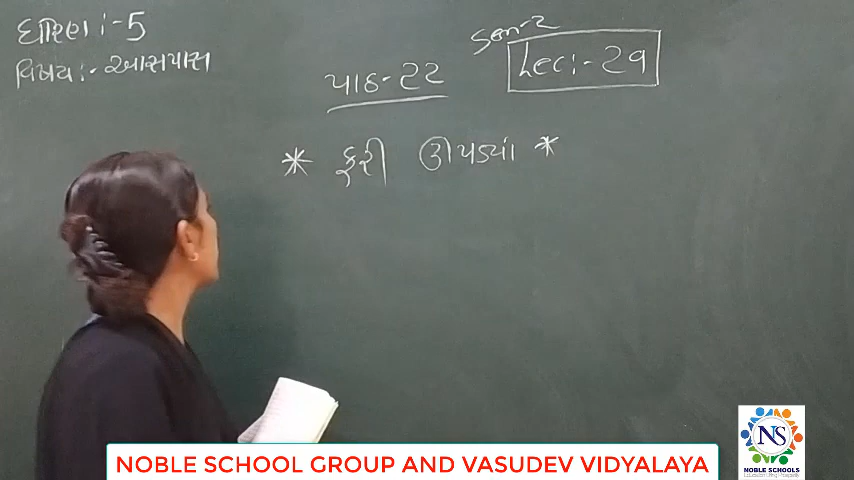 ધોરણ :- 5
વિષય :- આસપાસ
Sem-2
Lec :- 29
પાઠ- 22
* ફરી ઊપડ્યાં *
NS
NOBLE SCHOOLS
NOBLE SCHOOL GROUP AND VASUDEV VIDYALAYA